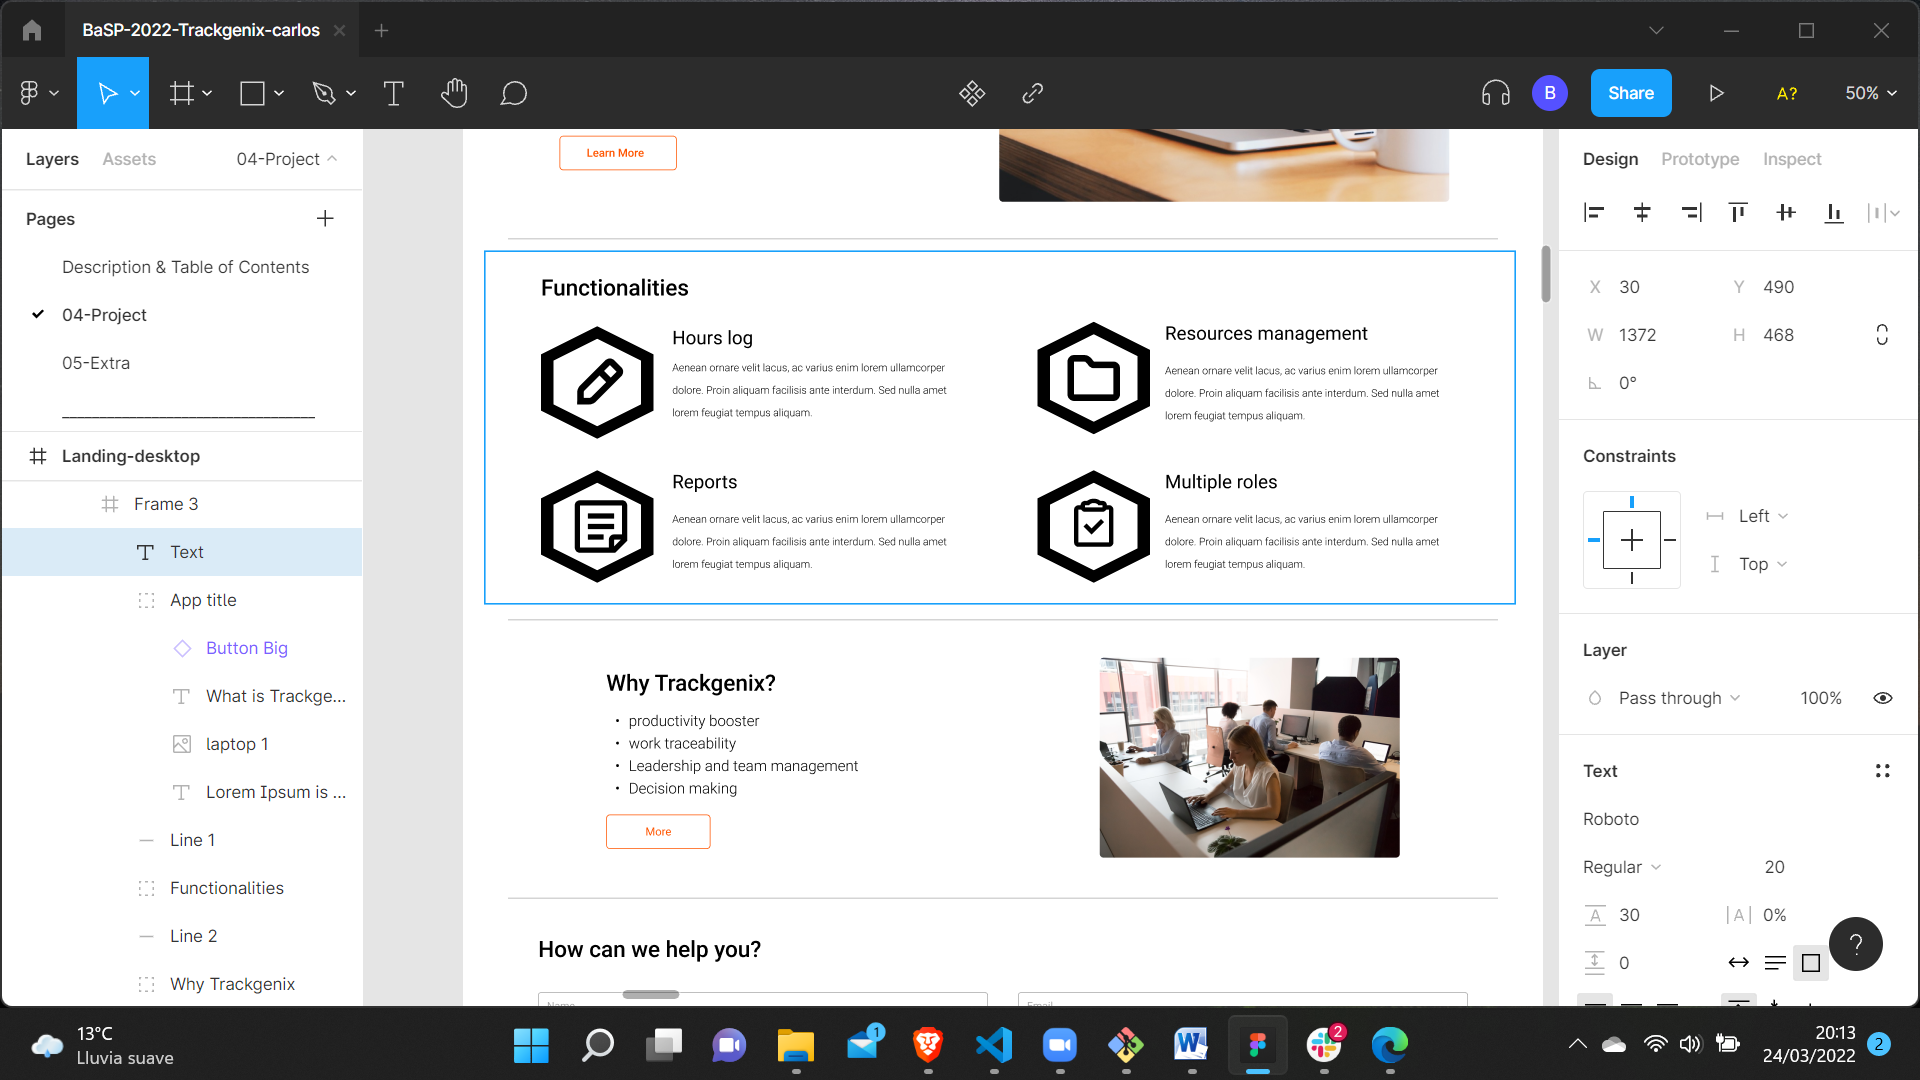 BaSP-2022-Trackgenix-carlos
B
Share
A?
50%
Layers
Assets
04-Project
Pages
Description & Table of Contents
04-Project
05-Extra
Landing-desktop
Frame 3
Text
App title
Button Big
What is Trackge...
laptop 1
Lorem Ipsum is ...
Line 1
Functionalities
Line 2
Why Trackgenix
Learn More
Functionalities
Hours log
Aenean ornare velit lacus, ac varius enim lorem ullamcorper
dolore. Proin aliquam facilisis ante interdum. Sed nulla amet
lorem feugiat tempus aliquam.
Resources management
Aenean ornare velit lacus, ac varius enim lorem ullamcorper
dolore. Proin aliquam facilisis ante interdum. Sed nulla amet
lorem feugiat tempus aliquam.
Reports
Aenean ornare velit lacus, ac varius enim lorem ullamcorper
dolore. Proin aliquam facilisis ante interdum. Sed nulla amet
lorem feugiat tempus aliquam.
Multiple roles
Aenean ornare velit lacus, ac varius enim lorem ullamcorper
dolore. Proin aliquam facilisis ante interdum. Sed nulla amet
lorem feugiat tempus aliquam.
Why Trackgenix?
• productivity booster
• work traceability
• Leadership and team management
• Decision making
More
How can we help you?
Name
Email
Design
Prototype
Inspect
X 30
Y 490
W 1372
H 468
0°
Constraints
Left
Top
Layer
Pass through
100%
Text
Roboto
Regular
20
A 30
|A| 0%
0
?
13°C
Lluvia suave
1
2
20:13
24/03/2022
2